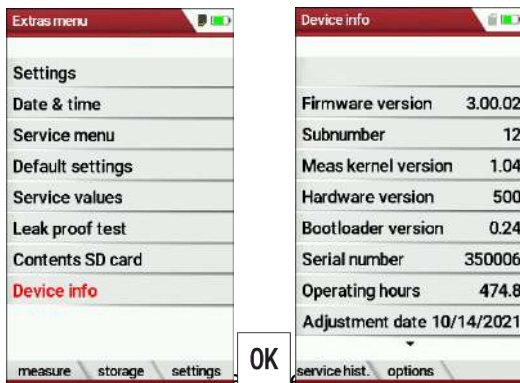 Extras menu
Settings
Date & time
Service menu
Default settings
Service values
Leak proof test
Contents SD card
Device info
measure storage settings
OK
Device info
Firmware version 3.00.02
Subnumber 12
Meas kernel version 1.04
Hardware version 500
Bootloader version 0.24
Serial number 350006
Operating hours 474.8
Adjustment date 10/14/2021
service hist. options